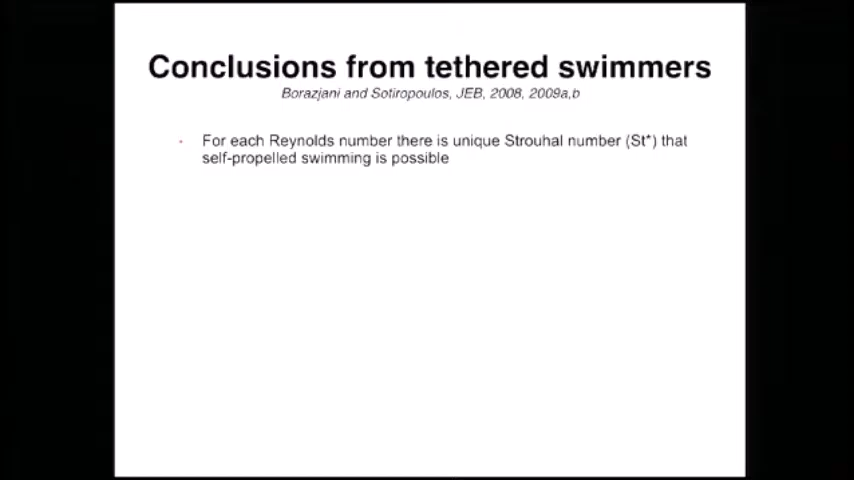 Conclusions from tethered swimmers
Borazjani and Sotiropoulos, JEB, 2008, 2009a,b
• For each Reynolds number there is unique Strouhal number (St*) that
self-propelled swimming is possible